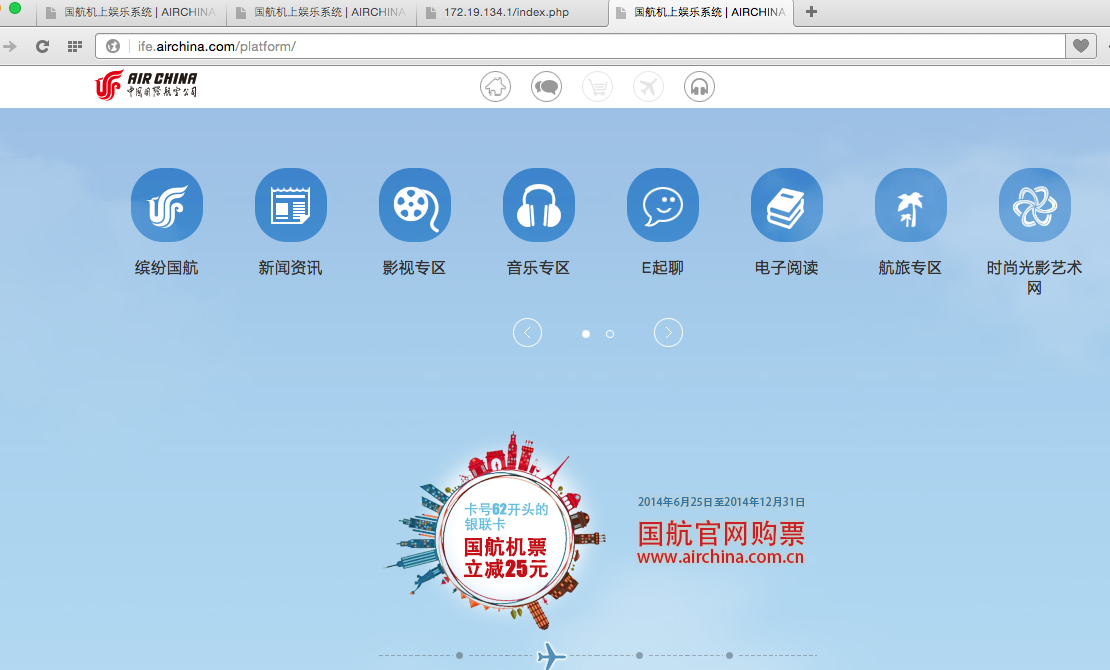 国航机上娱乐系统 | AIRCHINA
国航机上娱乐系统 | AIRCHINA
172.19.134.1/index.php
国航机上娱乐系统 | AIRCHINA
ife.airchina.com/platform/
AIR CHINA
中国国际航空公司
缤纷国航
新闻资讯
影视专区
音乐专区
E起聊
电子阅读
航旅专区
时尚光影艺术
网
卡号62开头的
银联卡
国航机票
立减25元
2014年6月25日至2014年12月31日
国航官网购票
www.airchina.com.cn